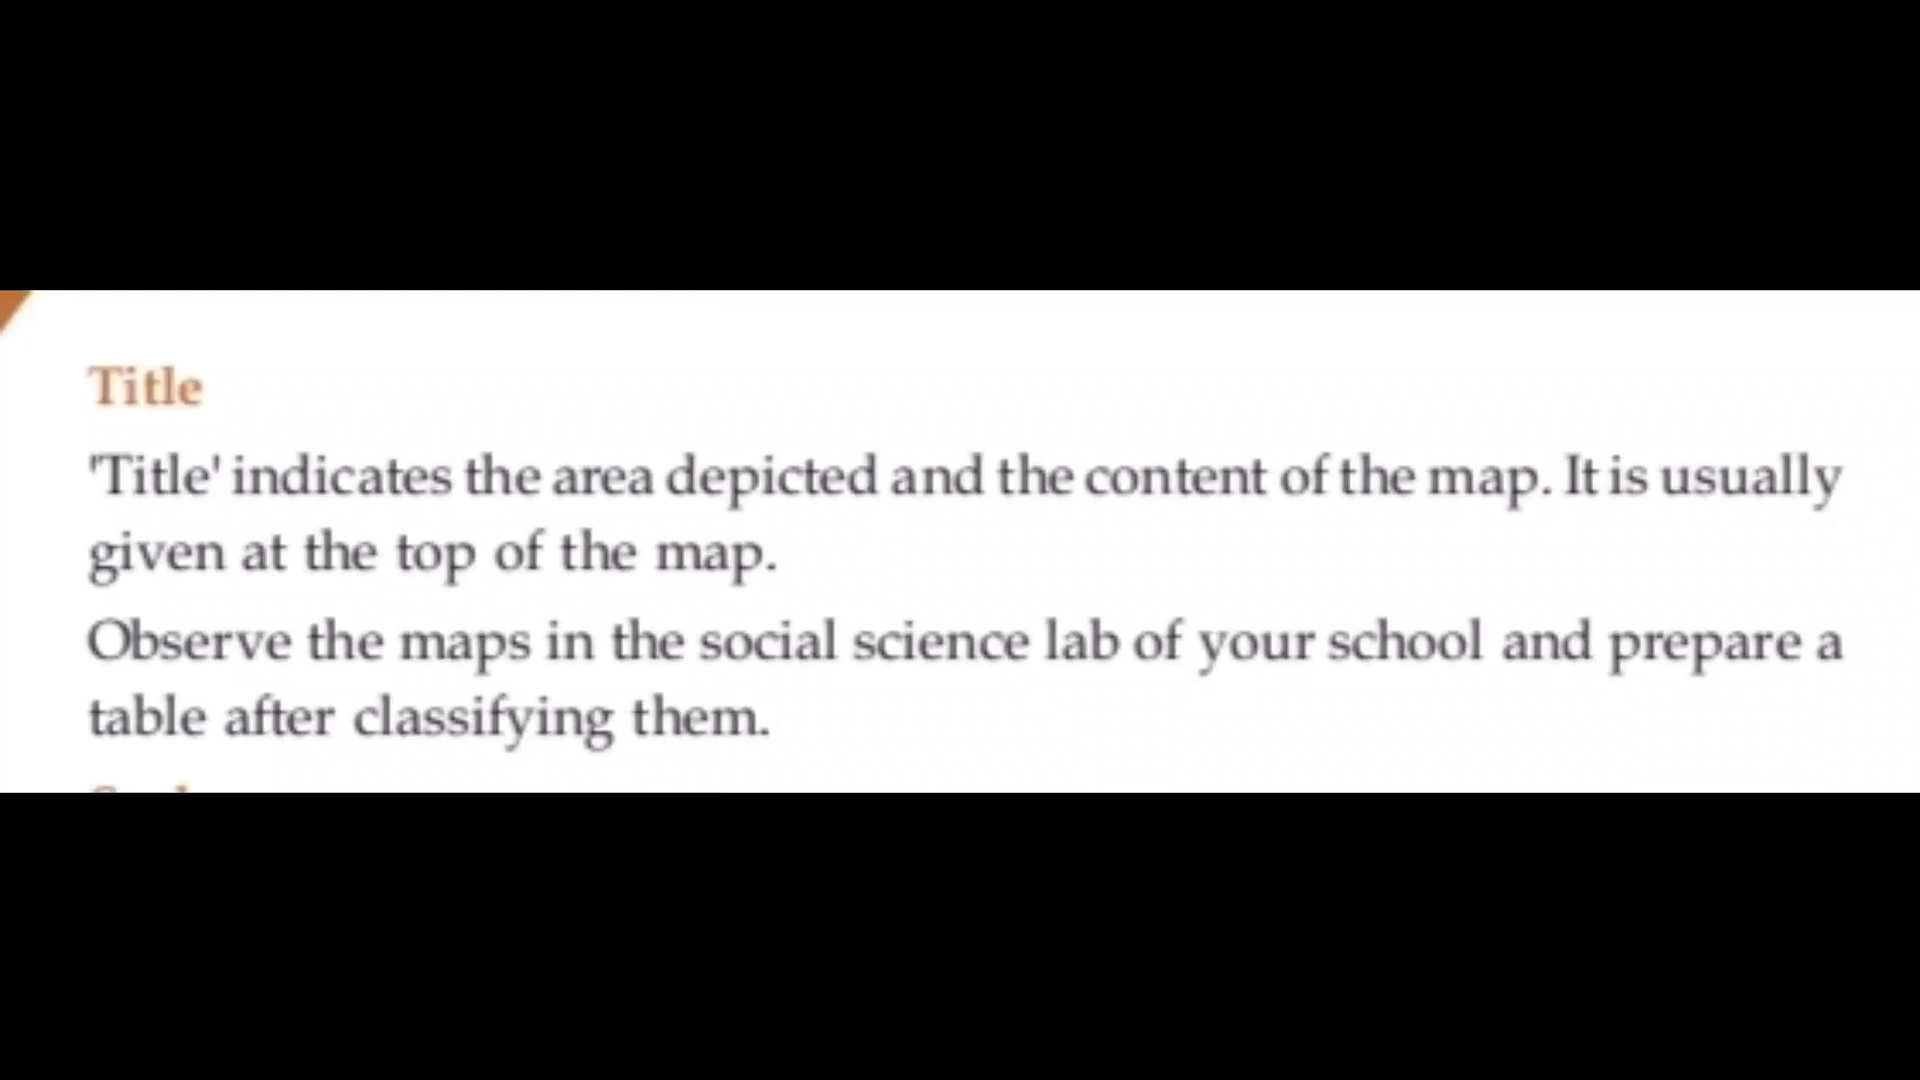 Title
'Title' indicates the area depicted and the content of the map. It is usually
given at the top of the map.
Observe the maps in the social science lab of your school and prepare a
table after classifying them.